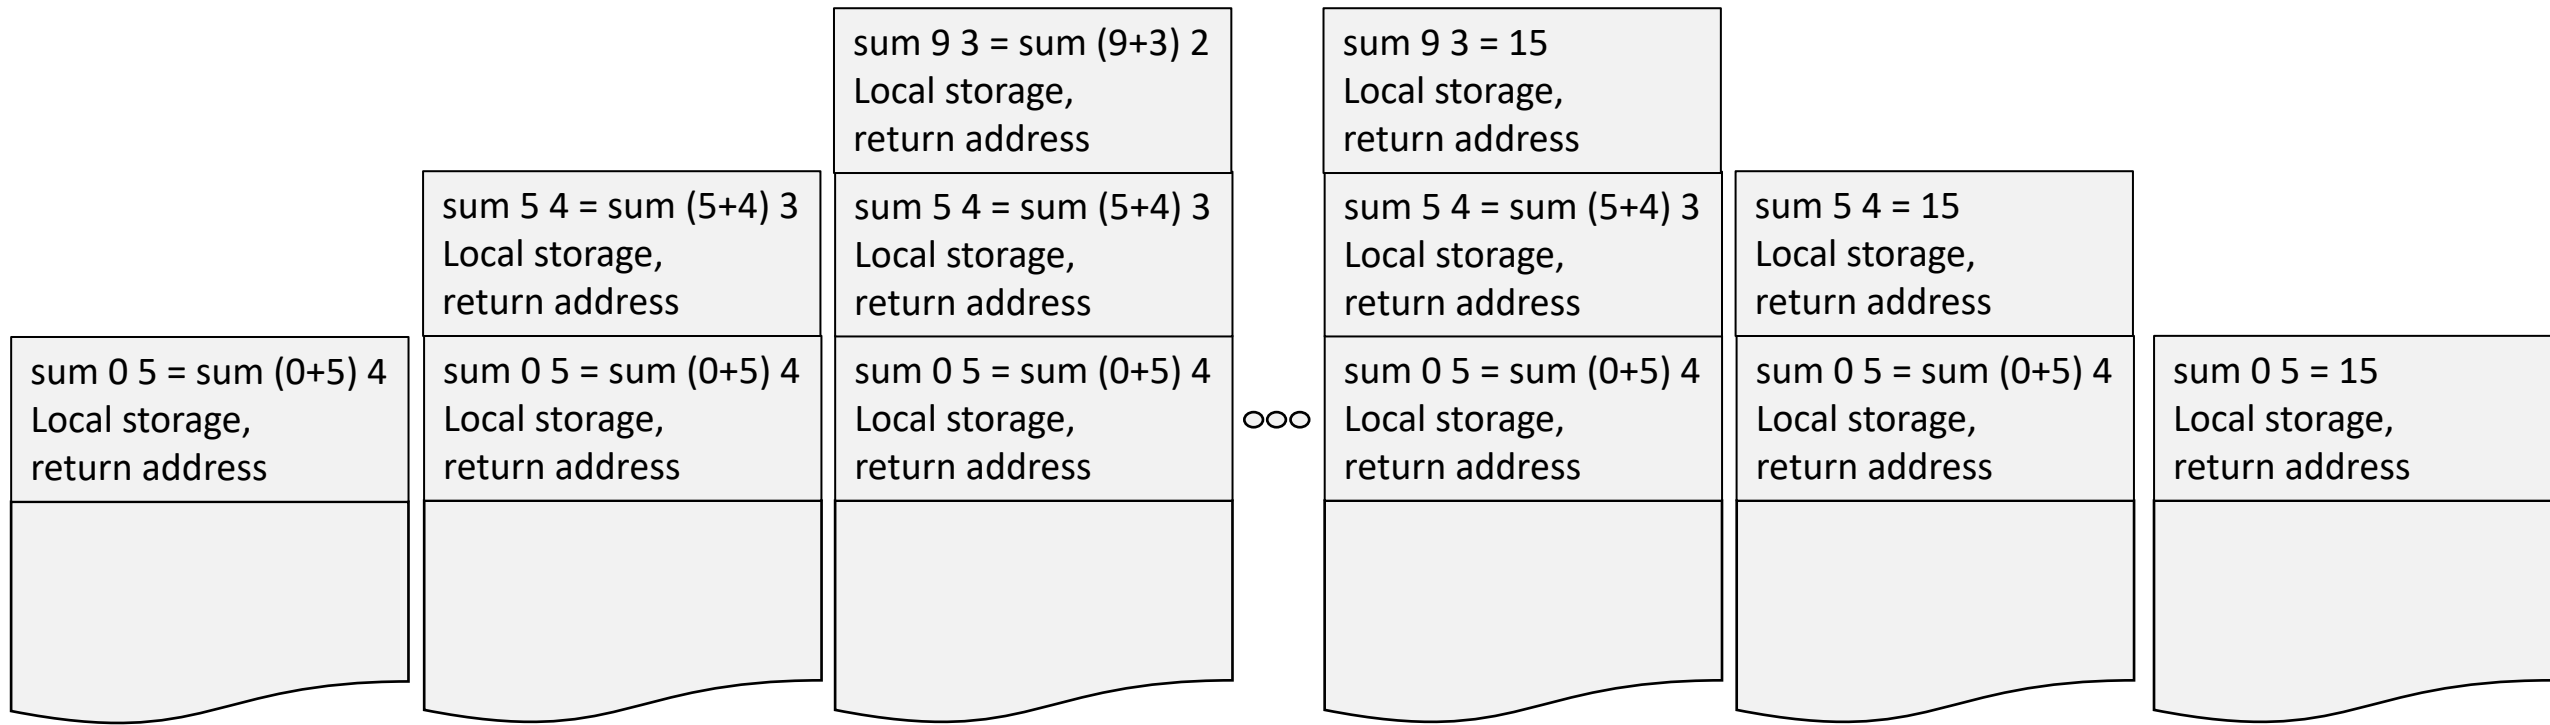 sum 0 5 = sum (0+5) 4
Local storage,
return address
sum 5 4 = sum (5+4) 3
Local storage,
return address
sum 0 5 = sum (0+5) 4
Local storage,
return address
sum 9 3 = sum (9+3) 2
Local storage,
return address
sum 5 4 = sum (5+4) 3
Local storage,
return address
sum 0 5 = sum (0+5) 4
Local storage,
return address
sum 9 3 = 15
Local storage,
return address
sum 5 4 = sum (5+4) 3
Local storage,
return address
sum 0 5 = sum (0+5) 4
Local storage,
return address
sum 5 4 = 15
Local storage,
return address
sum 0 5 = sum (0+5) 4
Local storage,
return address
sum 0 5 = 15
Local storage,
return address